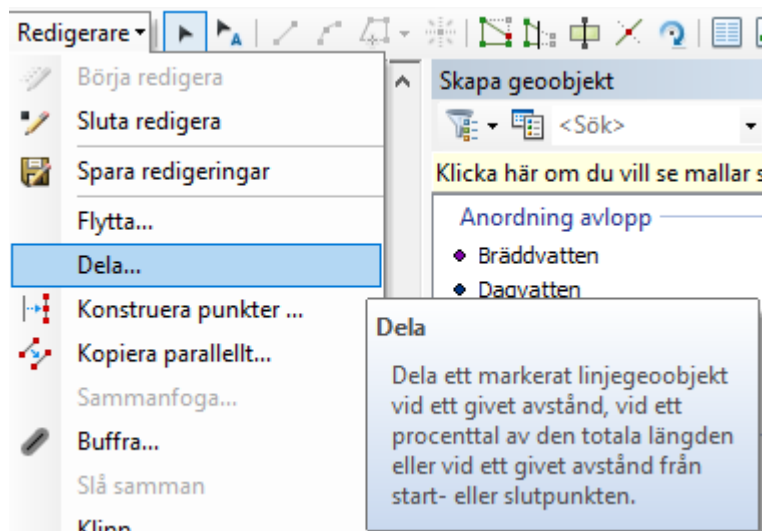 Redigerare
Börja redigera
Sluta redigera
Spara redigeringar
Flytta...
Dela...
Konstruera punkter ...
Kopiera parallellt...
Sammanfoga...
Buffra...
Slå samman
Klipp
Skapa geoobjekt
<Sök>
Klicka här om du vill se mallar s
Anordning avlopp
Bräddvatten
Dagvatten
Dela
Dela ett markerat linjegeoobjekt
vid ett givet avstånd, vid ett
procenttal av den totala längden
eller vid ett givet avstånd från
start- eller slutpunkten.